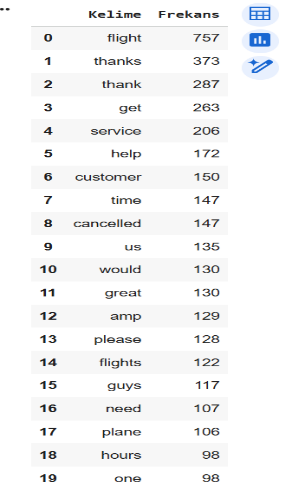 Kelime Frekans
0 flight 757
1 thanks 373
2 thank 287
3 get 263
4 service 206
5 help 172
6 customer 150
7 time 147
8 cancelled 147
9 us 135
10 would 130
11 great 130
12 amp 129
13 please 128
14 flights 122
15 guys 117
16 need 107
17 plane 106
18 hours 98
19 one 98